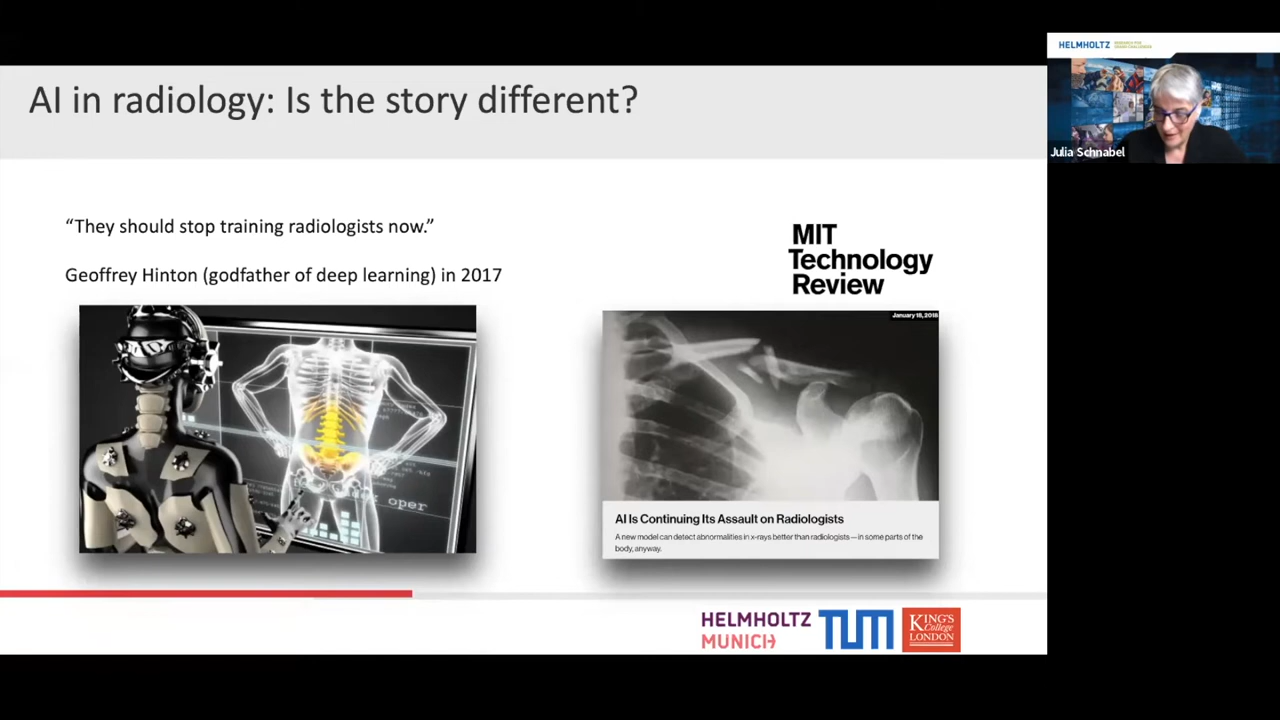 AI in radiology: Is the story different?
HELMHOLTZ
Julia Schnabel
“They should stop training radiologists now.”
Geoffrey Hinton (godfather of deep learning) in 2017
MIT
Technology
Review
January 18, 2018
oper
AI Is Continuing Its Assault on Radiologists
A new model can detect abnormalities in x-rays better than radiologists—in some parts of the
body, anyway.
HELMHOLTZ
MUNICH
TUM
KING'S
College
LONDON